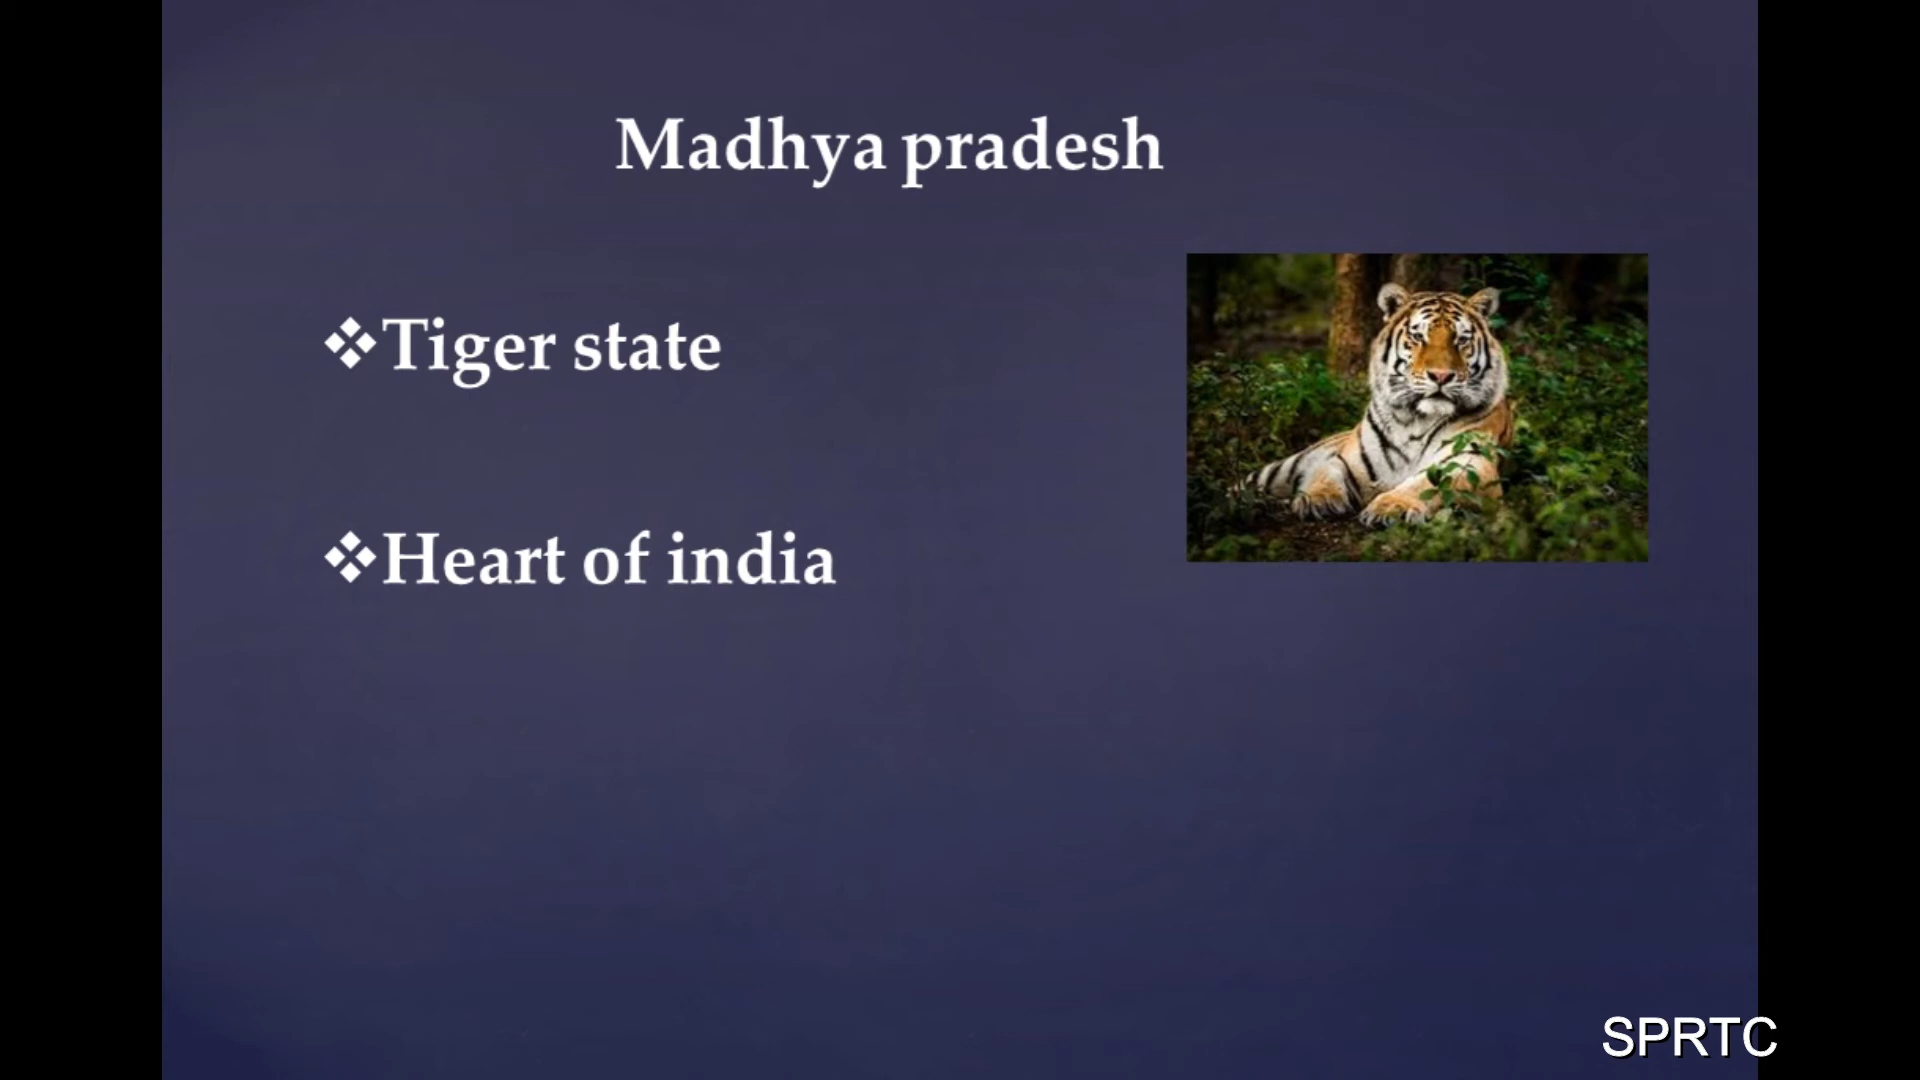 Madhya pradesh
❖Tiger state
❖Heart of india
SPRTC